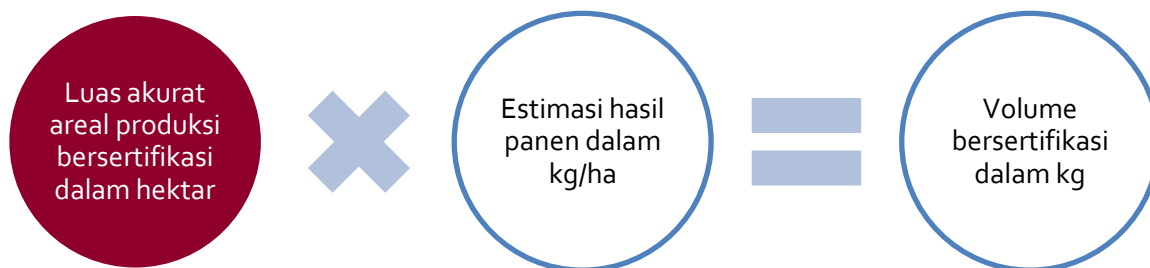 Luas akurat
areal produksi
bersertifikasi
dalam hektar
Estimasi hasil
panen dalam
kg/ha
Volume
bersertifikasi
dalam kg